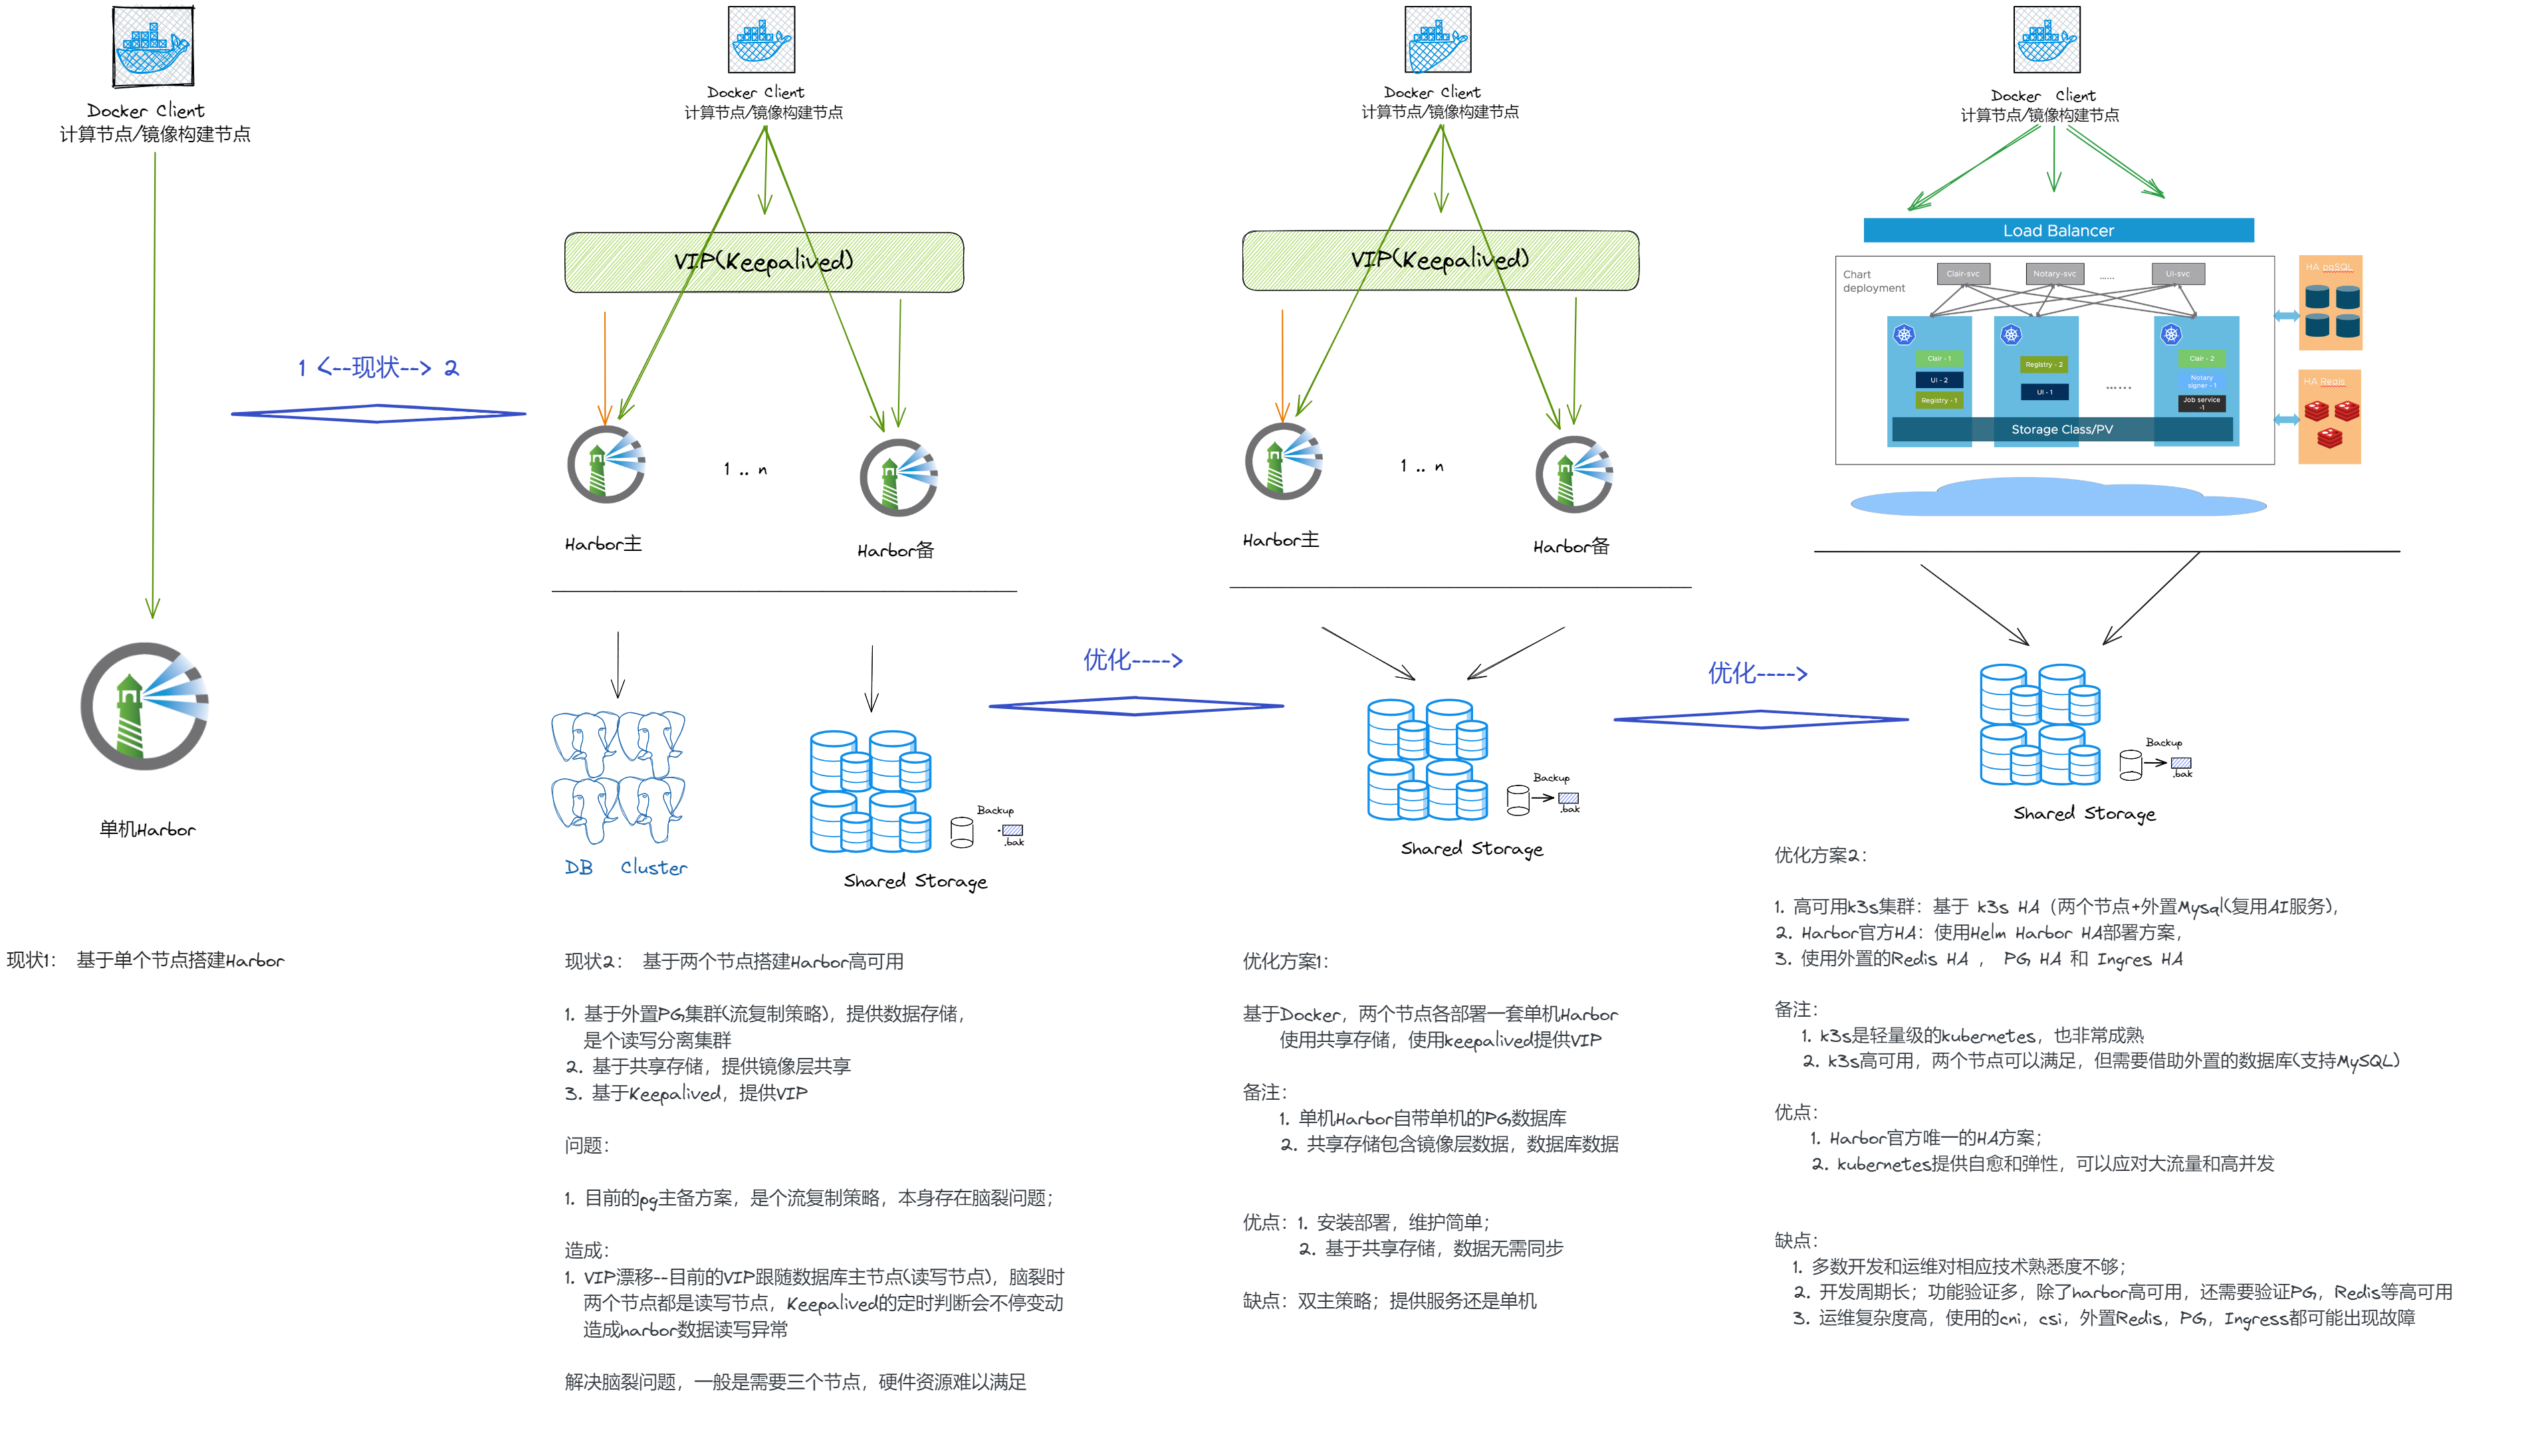 Docker Client
计算节点/镜像构建节点
单机Harbor
现状1： 基于单个节点搭建Harbor
1 <--现状--> 2
Docker Client
计算节点/镜像构建节点
VIP(Keepalived)
1 .. n
Harbor主
Harbor备
DB Cluster
Backup
.bak
Shared Storage
现状2： 基于两个节点搭建Harbor高可用
1. 基于外置PG集群(流复制策略)，提供数据存储，
是个读写分离集群
2. 基于共享存储，提供镜像层共享
3. 基于Keepalived，提供VIP
问题：
1. 目前的pg主备方案，是个流复制策略，本身存在脑裂问题；
造成：
1. VIP漂移--目前的VIP跟随数据库主节点(读写节点)，脑裂时
两个节点都是读写节点，Keepalived的定时判断会不停变动
造成harbor数据读写异常
解决脑裂问题，一般是需要三个节点，硬件资源难以满足
优化---->
Docker Client
计算节点/镜像构建节点
VIP(Keepalived)
1 .. n
Harbor主
Harbor备
Backup
.bak
Shared Storage
优化方案1：
基于Docker，两个节点各部署一套单机Harbor
使用共享存储，使用keepalived提供VIP
备注：
1. 单机Harbor自带单机的PG数据库
2. 共享存储包含镜像层数据，数据库数据
优点：1. 安装部署，维护简单；
2. 基于共享存储，数据无需同步
缺点：双主策略；提供服务还是单机
优化---->
Docker Client
计算节点/镜像构建节点
Load Balancer
Chart
deployment
Clair-svc
Notary-svc
......
UI-svc
HA pgSQL
Clair - 1
UI - 2
Registry - 1
Registry - 2
UI - 1
......
Clair - 2
Notary
signer - 1
Job service
-1
HA Redis
Storage Class/PV
Backup
.bak
Shared Storage
优化方案2：
1. 高可用k3s集群：基于 k3s HA（两个节点+外置Mysql(复用AI服务)，
2. Harbor官方HA：使用Helm Harbor HA部署方案，
3. 使用外置的Redis HA ， PG HA 和 Ingres HA
备注：
1. k3s是轻量级的kubernetes，也非常成熟
2. k3s高可用，两个节点可以满足，但需要借助外置的数据库(支持MySQL)
优点：
1. Harbor官方唯一的HA方案；
2. kubernetes提供自愈和弹性，可以应对大流量和高并发
缺点：
1. 多数开发和运维对相应技术熟悉度不够；
2. 开发周期长；功能验证多，除了harbor高可用，还需要验证PG，Redis等高可用
3. 运维复杂度高，使用的cni，csi，外置Redis，PG，Ingress都可能出现故障